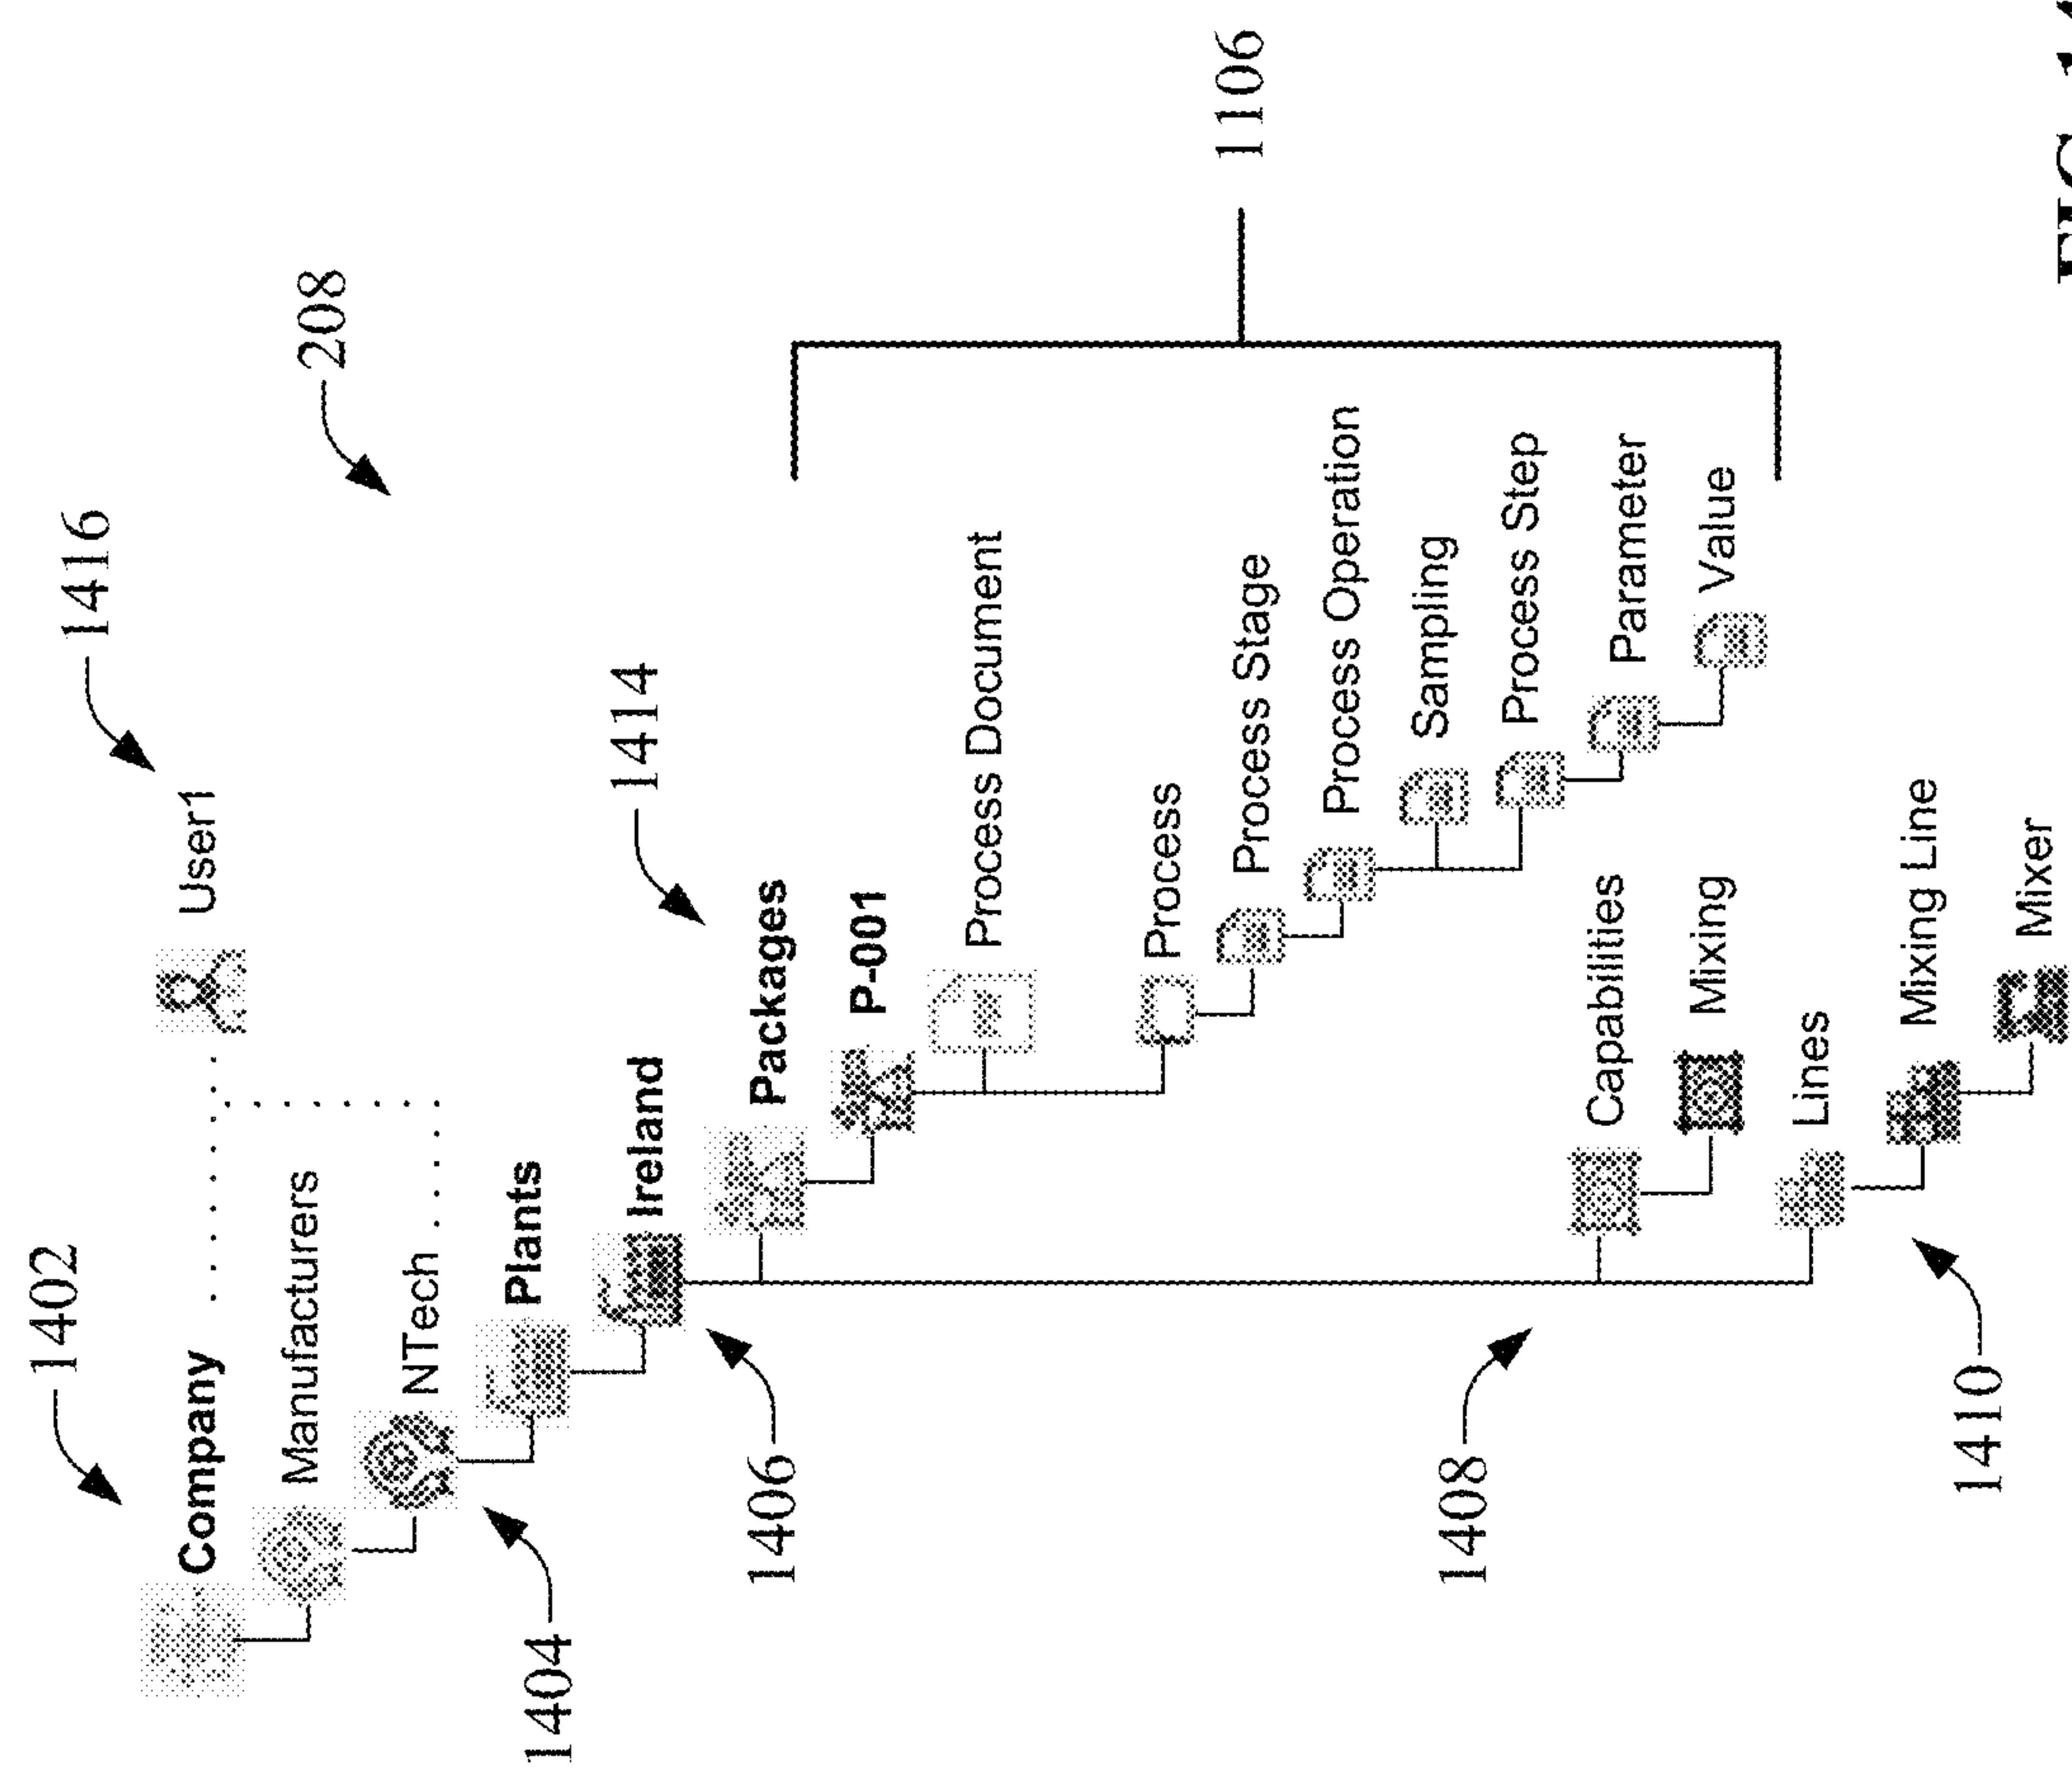 1402
1416
Company
User1
Manufacturers
208
NTech
Plants
1404
1414
Ireland
1406
Packages
P-001
Process Document
Process
1106
Process Stage
Process Operation
Sampling
1408
Process Step
Capabilities
Parameter
Mixing
Value
Lines
Mixing Line
1410
Mixer